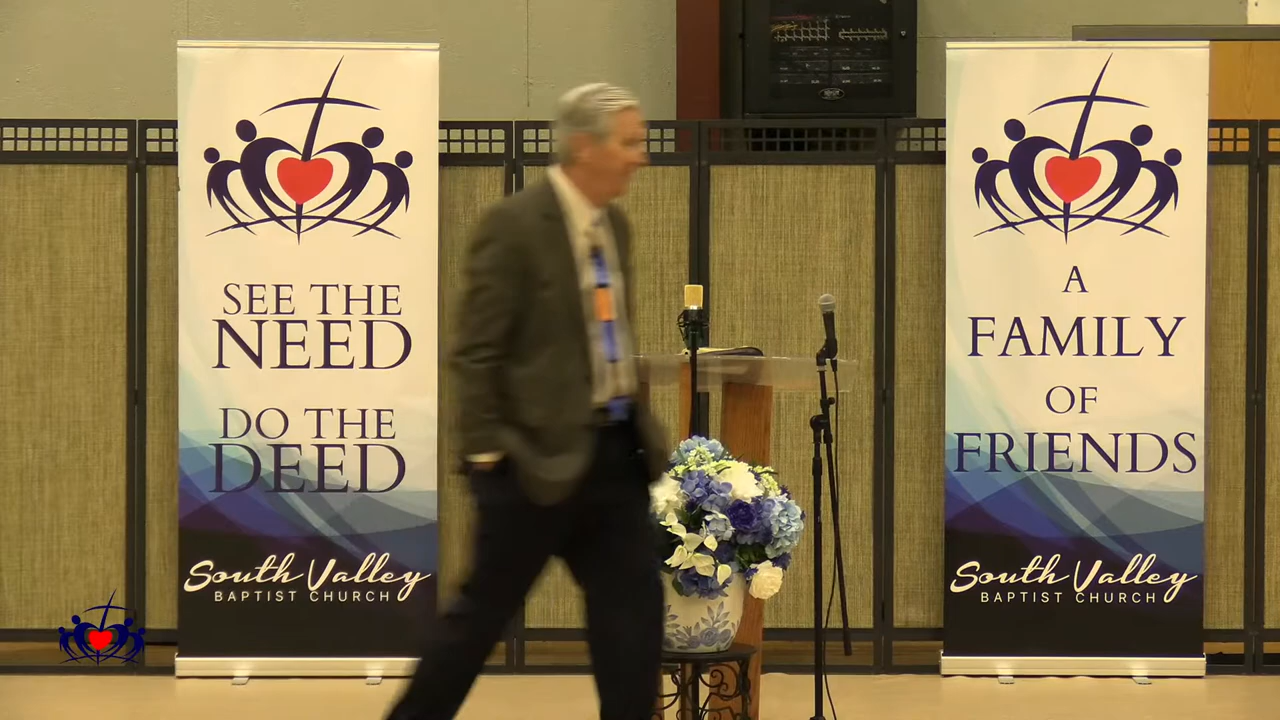 SEE THE
NEED
DO THE
DEED
South Valley
BAPTIST CHURCH
A
FAMILY
OF
FRIENDS
South Valley
BAPTIST CHURCH